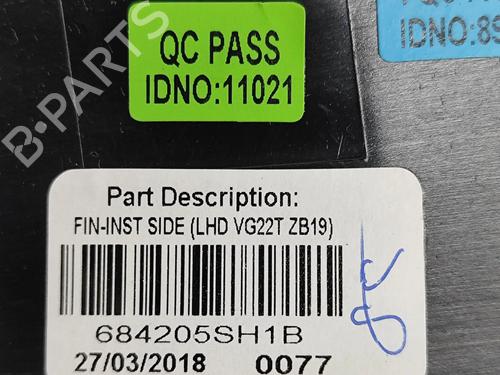 QC PASS
IDNO:11021
IDNO:89
B-PARTS
Part Description:
FIN-INST SIDE (LHD VG22T ZB19)
684205SH1B
27/03/2018 0077